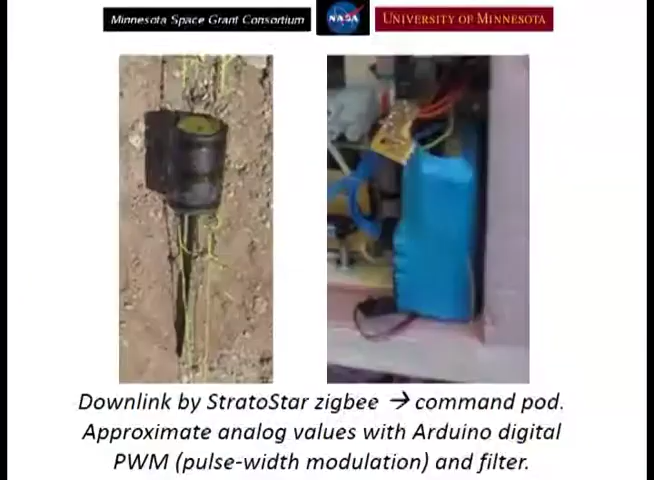 Minnesota Space Grant Consortium
NASA
UNIVERSITY OF MINNESOTA
Downlink by StratoStar zigbee → command pod.
Approximate analog values with Arduino digital
PWM (pulse-width modulation) and filter.